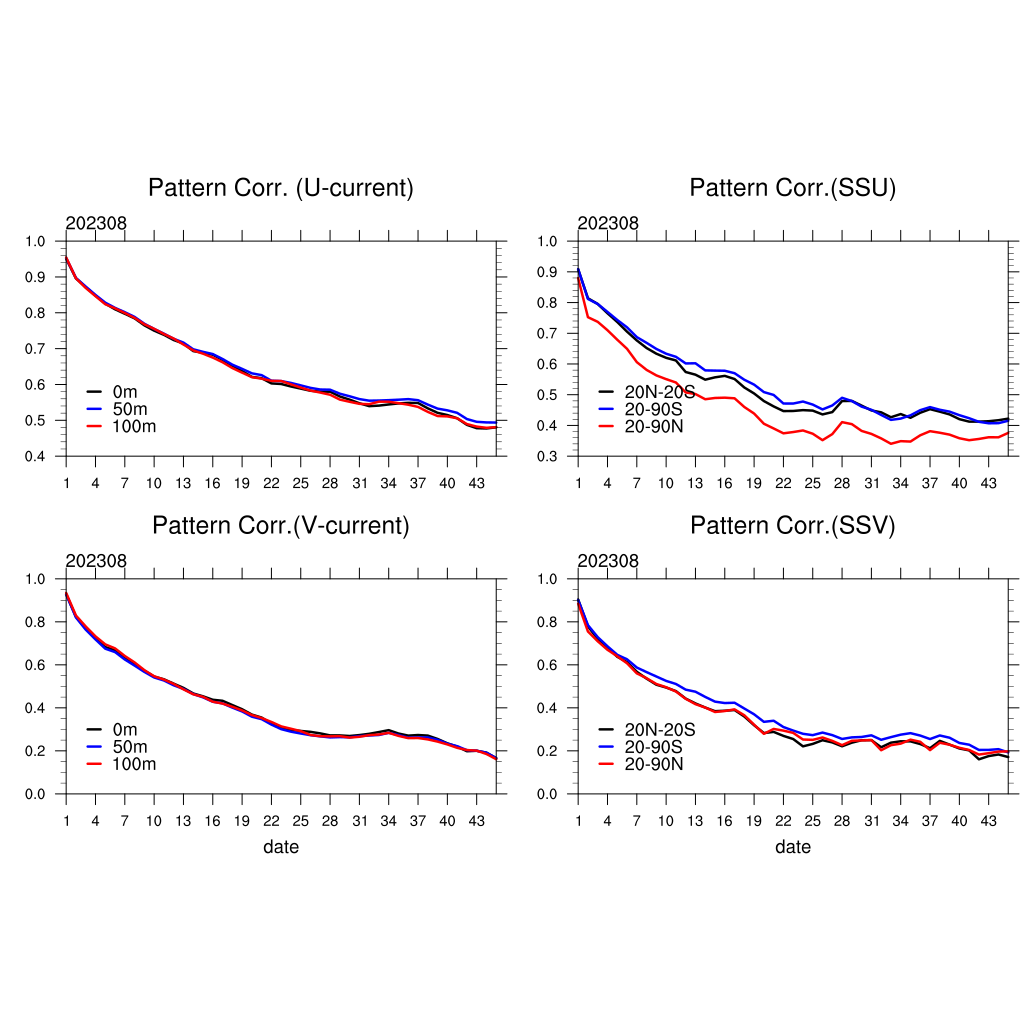 Pattern Corr. (U-current)
202308
1.0
0.9
0.8
0.7
0.6
0.5
0.4
0m
50m
100m
1 4 7 10 13 16 19 22 25 28 31 34 37 40 43
Pattern Corr.(SSU)
202308
1.0
0.9
0.8
0.7
0.6
0.5
0.4
0.3
20N-20S
20-90S
20-90N
1 4 7 10 13 16 19 22 25 28 31 34 37 40 43
Pattern Corr.(V-current)
202308
1.0
0.8
0.6
0.4
0.2
0.0
0m
50m
100m
1 4 7 10 13 16 19 22 25 28 31 34 37 40 43
date
Pattern Corr.(SSV)
202308
1.0
0.8
0.6
0.4
0.2
0.0
20N-20S
20-90S
20-90N
1 4 7 10 13 16 19 22 25 28 31 34 37 40 43
date